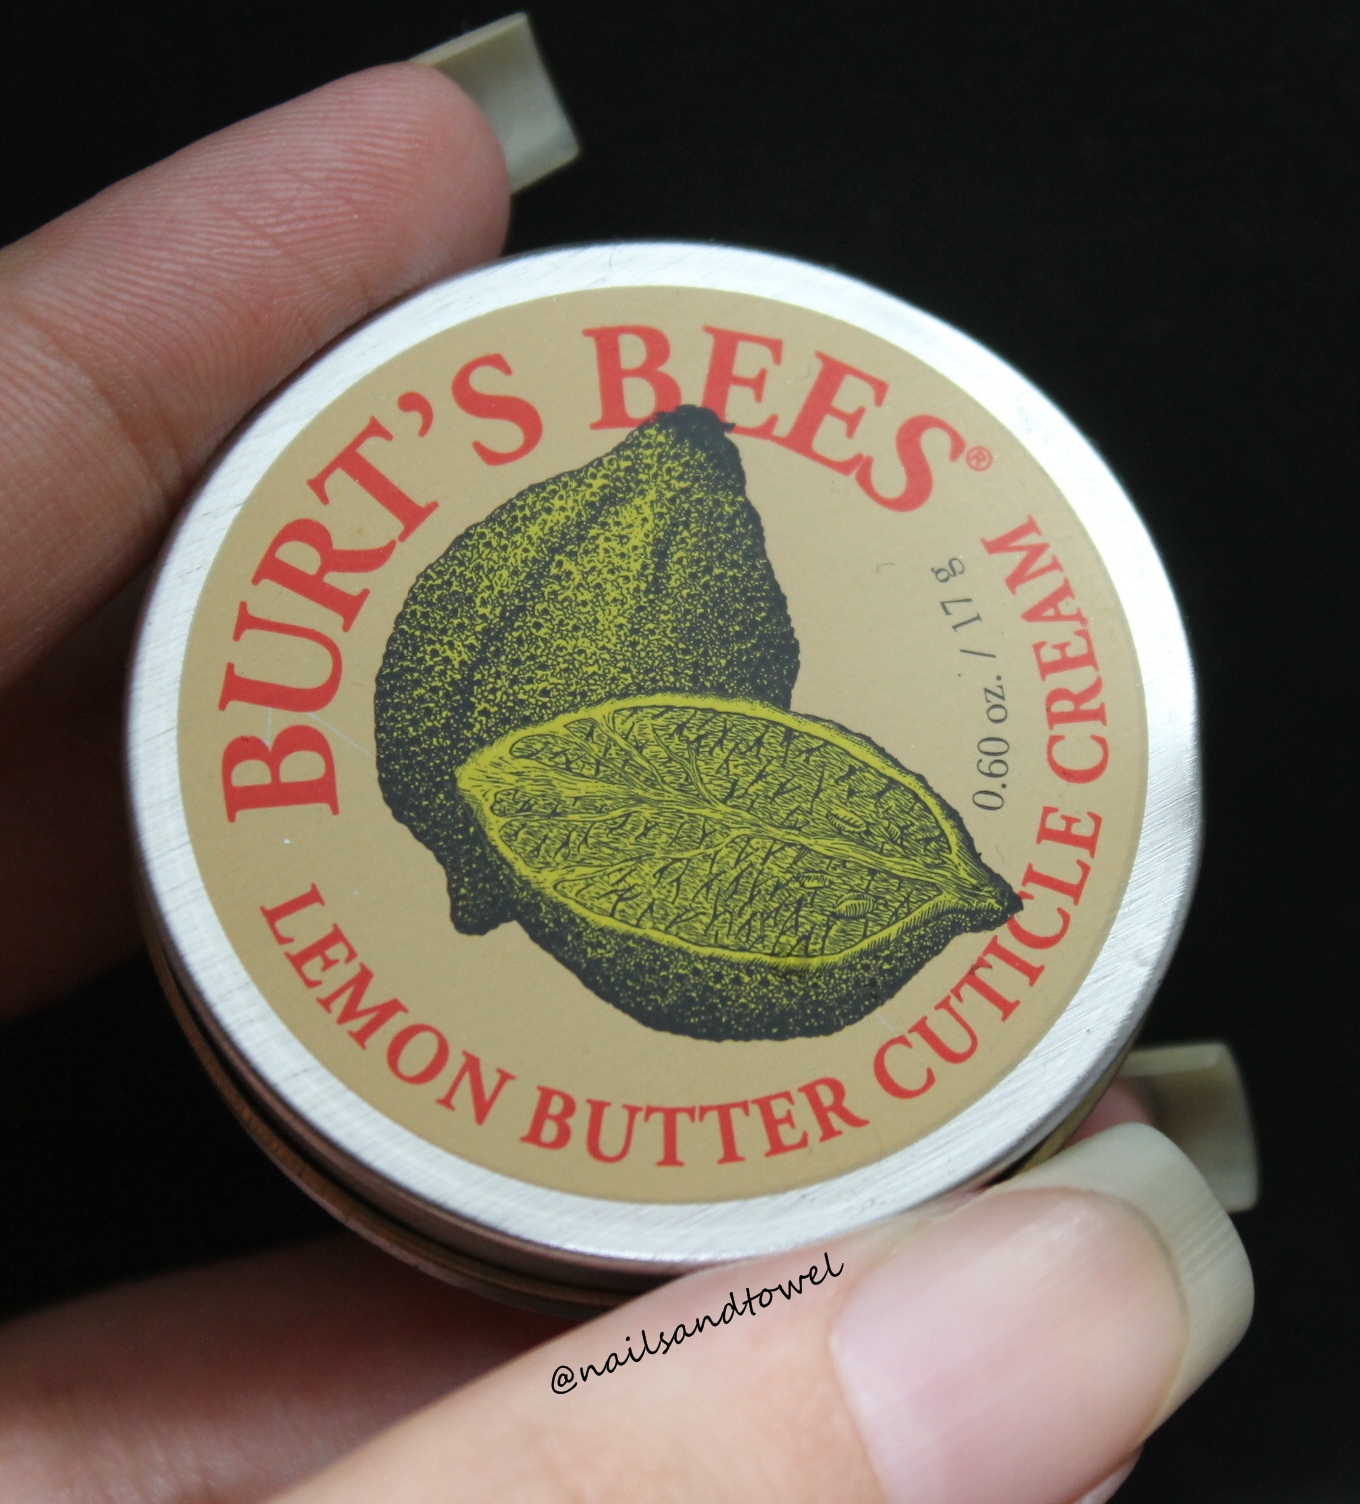 BURT'S BEES®
LEMON BUTTER CUTICLE CREAM
0.60 oz. / 17 g
@nailsandtowel